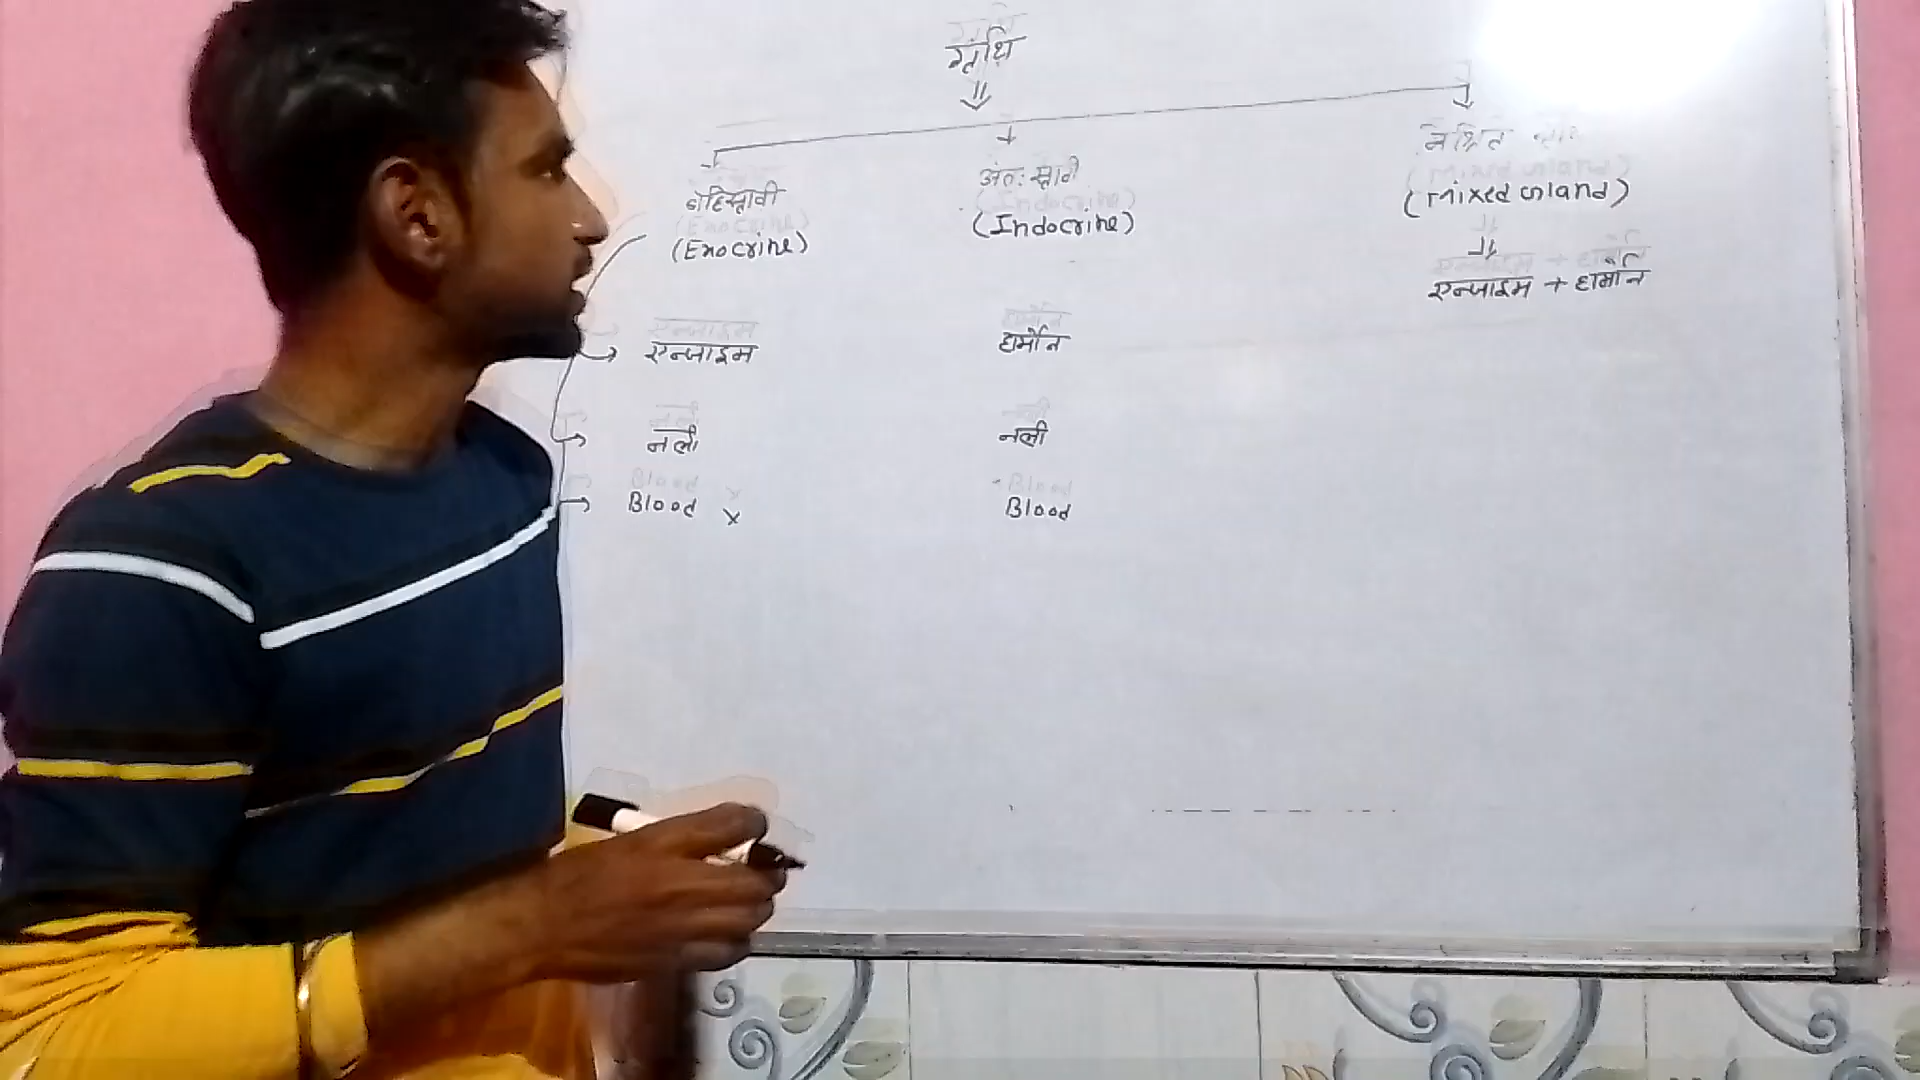 ग्रंथि
बहिस्त्रावी
(Exocrine)
अंतः स्त्रावी
(Indocrine)
मिश्रित
(Mixed Gland)
एन्जाइम + हार्मोन
एन्जाइम
हार्मोन
नली
नली
Blood x
Blood